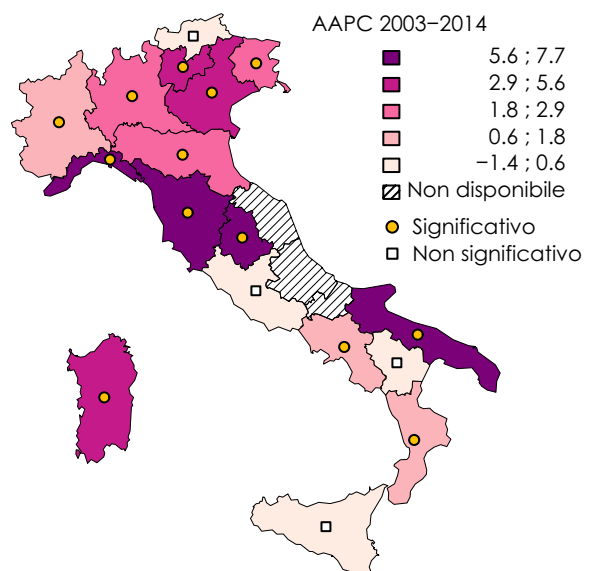 AAPC 2003−2014
5.6 ; 7.7
2.9 ; 5.6
1.8 ; 2.9
0.6 ; 1.8
−1.4 ; 0.6
Non disponibile
Significativo
Non significativo